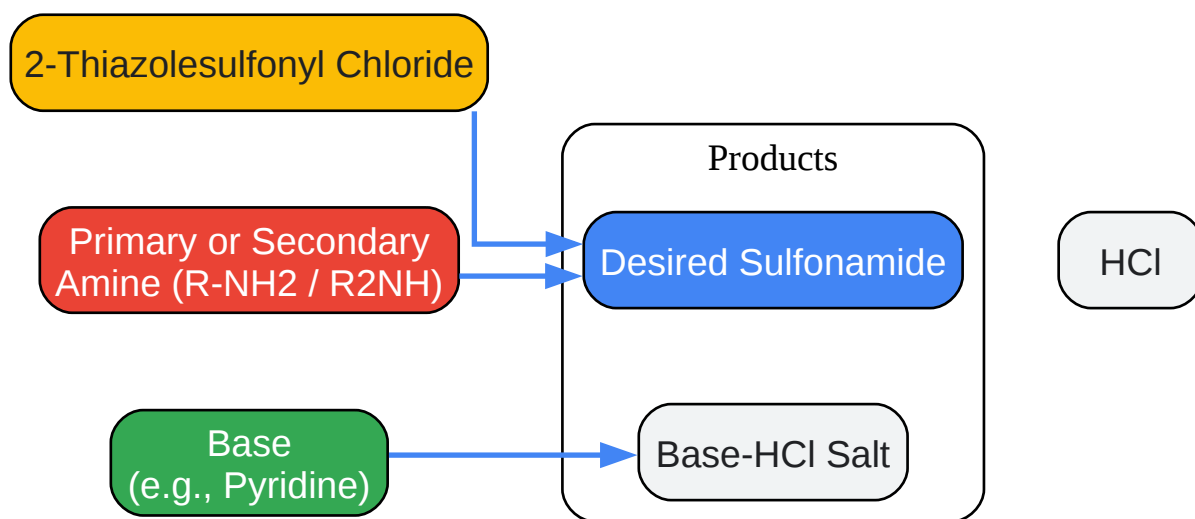 2-Thiazolesulfonyl Chloride
Products
Primary or Secondary
Amine (R-NH2 / R2NH)
Desired Sulfonamide
HCl
Base
(e.g., Pyridine)
Base-HCl Salt